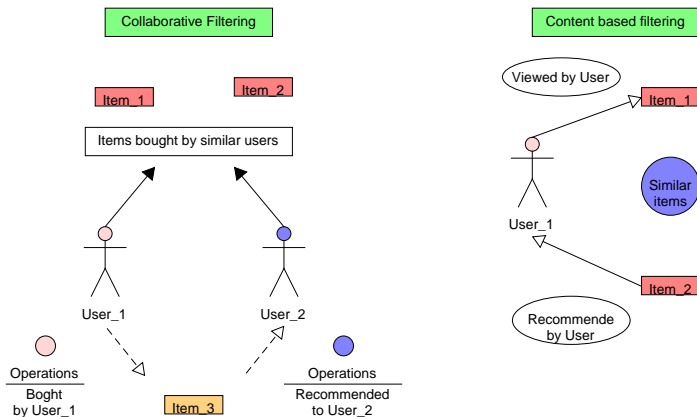 Collaborative Filtering
Item_1
Item_2
Items bought by similar users
User_1
User_2
Operations
Boght
by User_1
Item_3
Operations
Recommended
to User_2
Content based filtering
Viewed by User
Item_1
User_1
Similar
items
Item_2
Recommende
by User